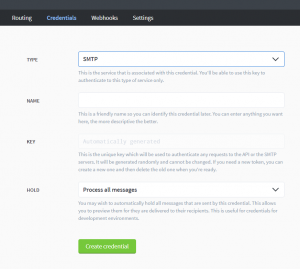 Routing Credentials Webhooks Settings
TYPE
SMTP
This is the service that is associated with this credential. You'll be able to use this key to
authenticate to this type of service only.
NAME
This is a friendly name so you can identify this credential later. You can enter anything you want
here, the more descriptive the better.
KEY
Automatically generated
This is the unique key which will be used to authenticate any requests to the API or the SMTP
servers. It will be generated randomly and cannot be changed. If you need a new token, you can
create a new one and then delete the old one when you're ready.
HOLD
Process all messages
You may wish to automatically hold all messages that are sent by this credential. This allows
you to preview them for they are delivered to their recipients. This is useful for credentials for
development environments.
Create credential